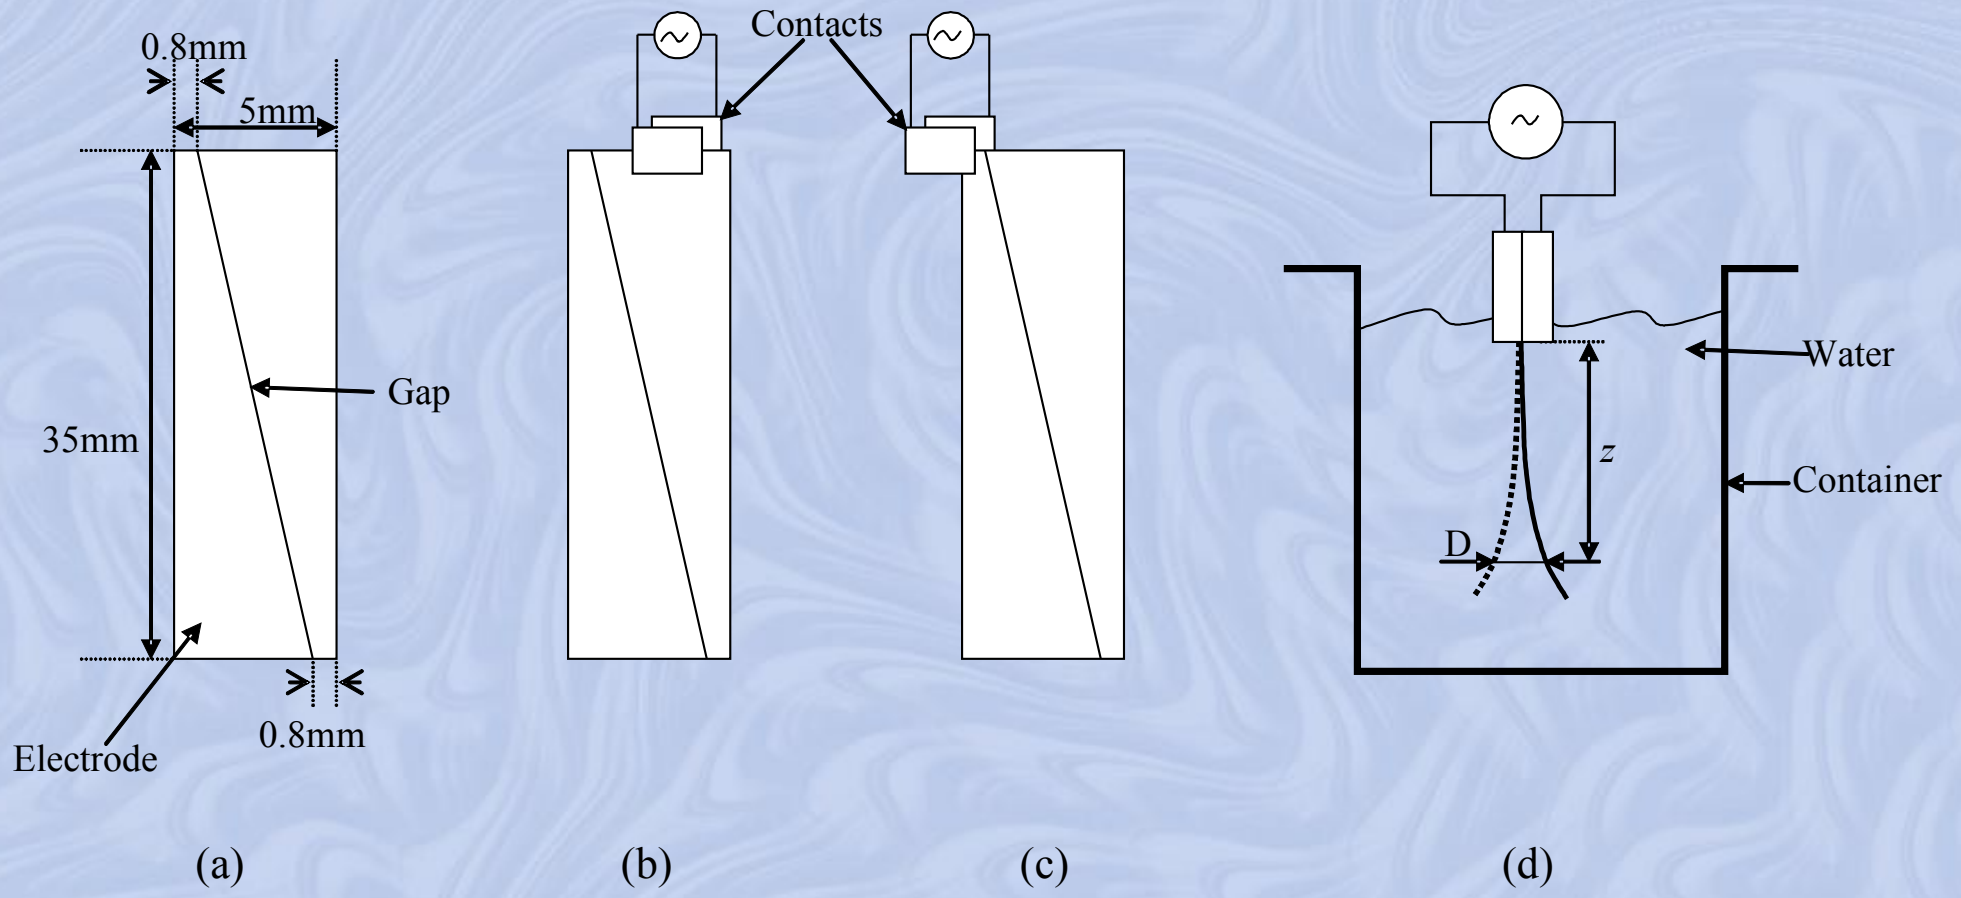 0.8mm
5mm
35mm
Gap
Electrode
0.8mm
Contacts
Water
z
Container
D
(a)
(b)
(c)
(d)